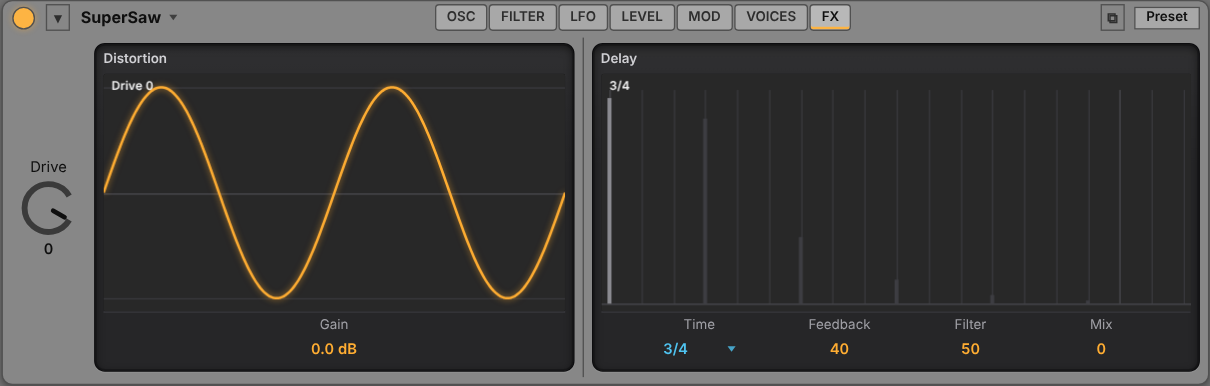 SuperSaw
OSC FILTER LFO LEVEL MOD VOICES FX
Preset
Distortion
Drive 0
Gain
0.0 dB
Drive
0
Delay
3/4
Time Feedback Filter Mix
3/4 40 50 0